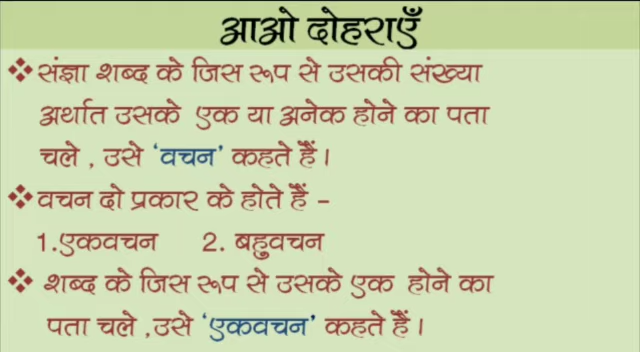 आओ दोहराएँ
❖ संज्ञा शब्द के जिस रूप से उसकी संख्या
अर्थात उसके एक या अनेक होने का पता
चले , उसे ‘वचन’ कहते हैं ।
❖ वचन दो प्रकार के होते हैं –
1.एकवचन 2. बहुवचन
❖ शब्द के जिस रूप से उसके एक होने का
पता चले ,उसे ‘एकवचन’ कहते हैं ।